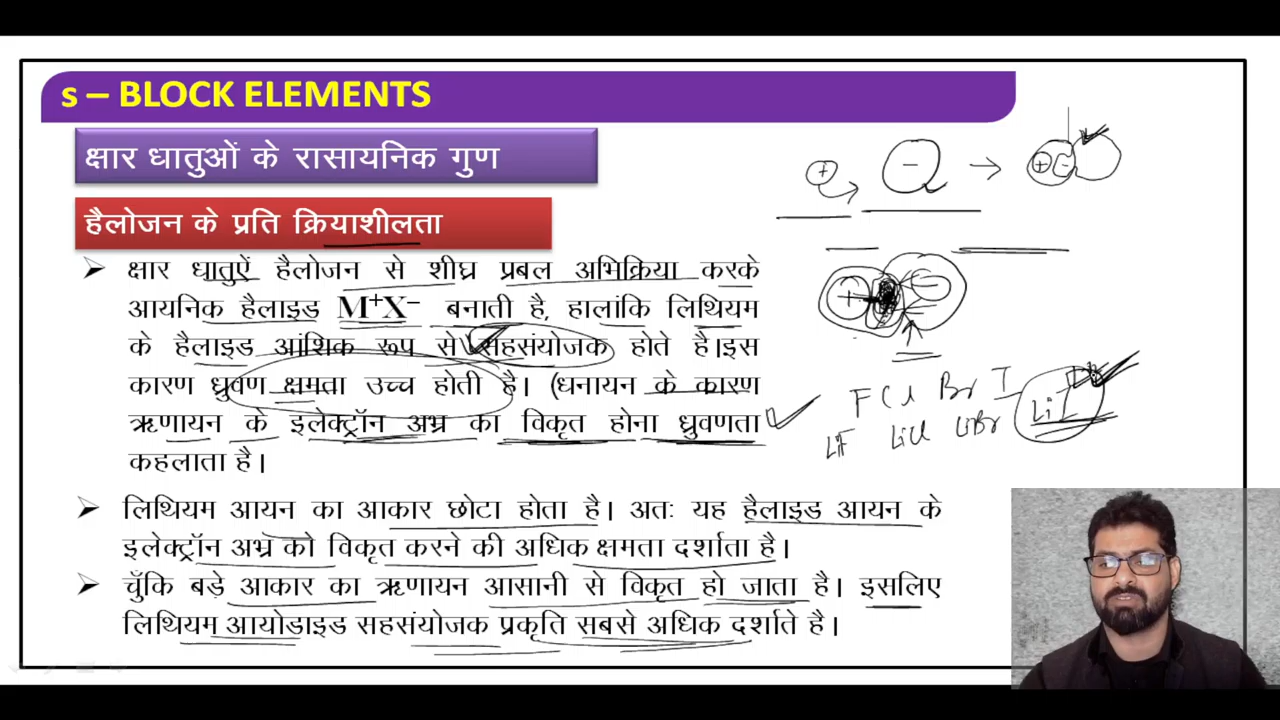 s – BLOCK ELEMENTS
क्षार धातुओं के रासायनिक गुण
हैलोजन के प्रति क्रियाशीलता
क्षार धातुऐं हैलोजन से शीघ्र प्रबल अभिक्रिया करके
आयनिक हैलाइड M⁺X⁻ बनाती है, हालांकि लिथियम
के हैलाइड आंशिक रूप से सहसंयोजक होते है। इस
कारण ध्रुवण क्षमता उच्च होती है। (धनायन के कारण
ऋणायन के इलेक्ट्रॉन अभ्र का विकृत होना ध्रुवणता
कहलाता है।
लिथियम आयन का आकार छोटा होता है। अतः यह हैलाइड आयन के
इलेक्ट्रॉन अभ्र को विकृत करने की अधिक क्षमता दर्शाता है।
चूँकि बड़े आकार का ऋणायन आसानी से विकृत हो जाता है। इसलिए
लिथियम आयोडाइड सहसंयोजक प्रकृति सबसे अधिक दर्शाते है।
+ − → + −
+ −
F Cl Br I
LiF LiCl LiBr LiI